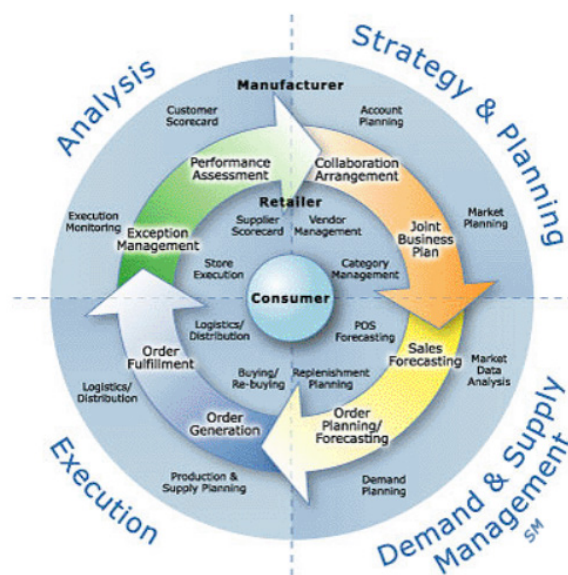 Analysis
Strategy & Planning
Manufacturer
Customer
Scorecard
Account
Planning
Performance
Assessment
Collaboration
Arrangement
Retailer
Supplier
Scorecard
Vendor
Management
Execution
Monitoring
Exception
Management
Joint
Business
Plan
Market
Planning
Store
Execution
Category
Management
Consumer
Logistics/
Distribution
POS
Forecasting
Order
Fulfillment
Sales
Forecasting
Market
Data
Analysis
Logistics/
Distribution
Buying/
Re-buying
Replenishment
Planning
Order
Generation
Order
Planning/
Forecasting
Production &
Supply Planning
Demand
Planning
Execution
Demand & Supply
Management
SM